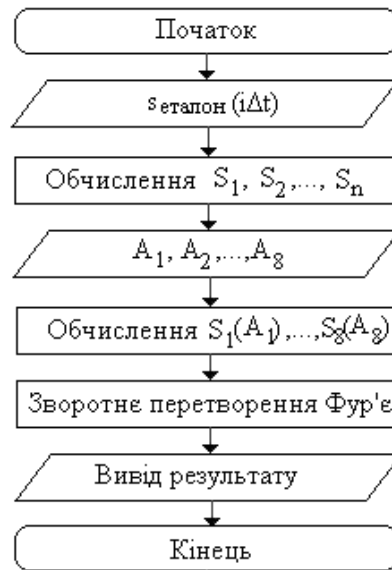 Початок
s еталон (iΔt)
Обчислення S₁, S₂,..., Sₙ
A₁, A₂,...,A₈
Обчислення S₁(A₁),...,S₈(A₈)
Зворотнє перетворення Фур'є
Вивід результату
Кінець